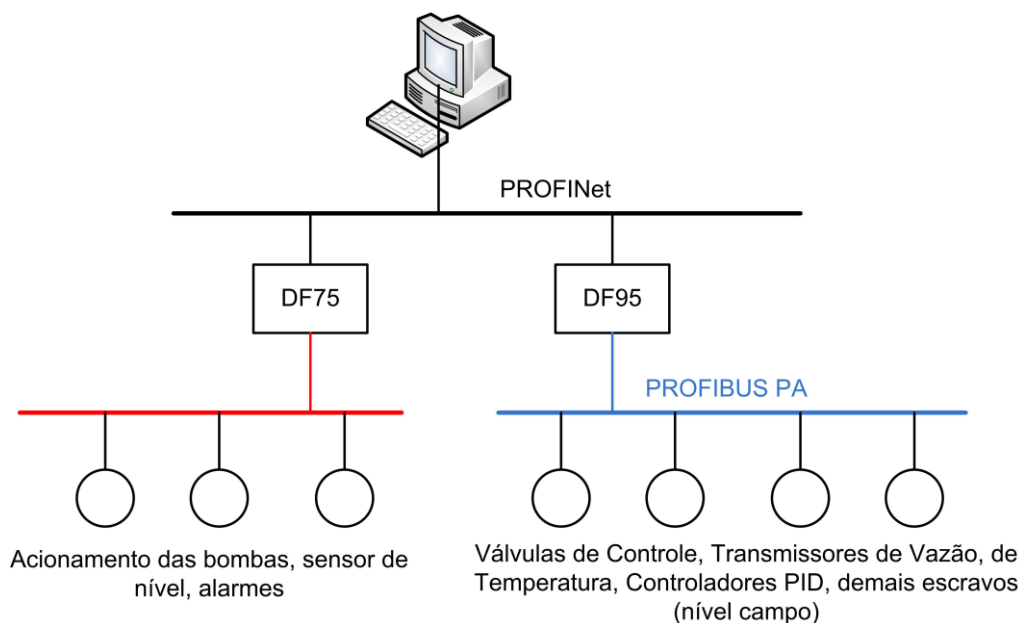 PROFINet
DF75
DF95
PROFIBUS PA
Acionamento das bombas, sensor de
nível, alarmes
Válvulas de Controle, Transmissores de Vazão, de
Temperatura, Controladores PID, demais escravos
(nível campo)